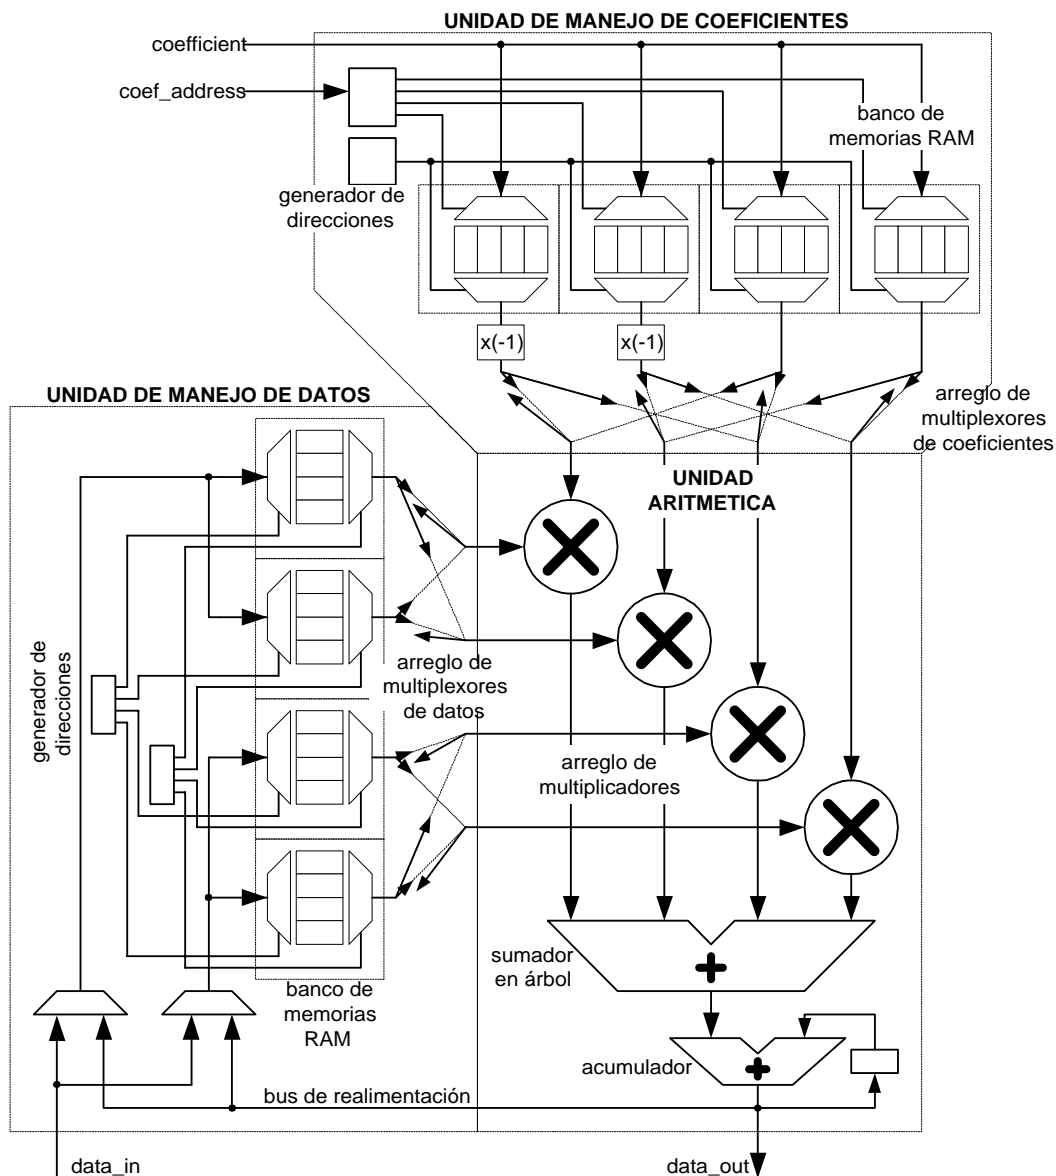 UNIDAD DE MANEJO DE COEFICIENTES
coefficient
coef_address
banco de
memorias RAM
generador de
direcciones
x(-1)
x(-1)
arreglo de
multiplexores
de coeficientes
UNIDAD DE MANEJO DE DATOS
UNIDAD
ARITMETICA
generador de
direcciones
arreglo de
multiplexores
de datos
arreglo de
multiplicadores
sumador
en árbol
banco de
memorias
RAM
acumulador
bus de realimentación
data_in
data_out